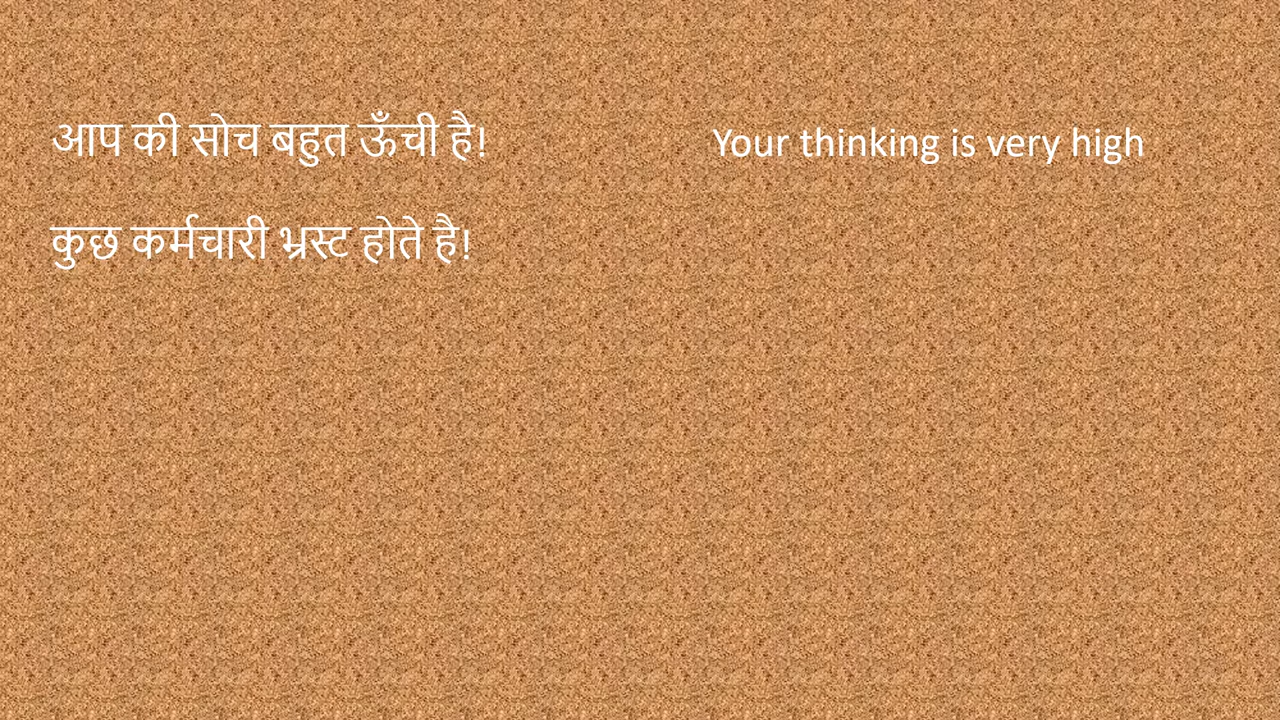 आप की सोच बहुत ऊँची है!
Your thinking is very high
कुछ कर्मचारी भ्रस्ट होते है!